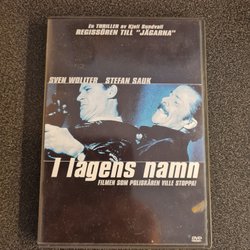 En THRILLER av Kjell Sundvall
REGISSÖREN TILL "JÄGARNA"
SVEN WOLLTER STEFAN SAUK
I lagens namn
FILMEN SOM POLISKÅREN VILLE STOPPA!
DVD